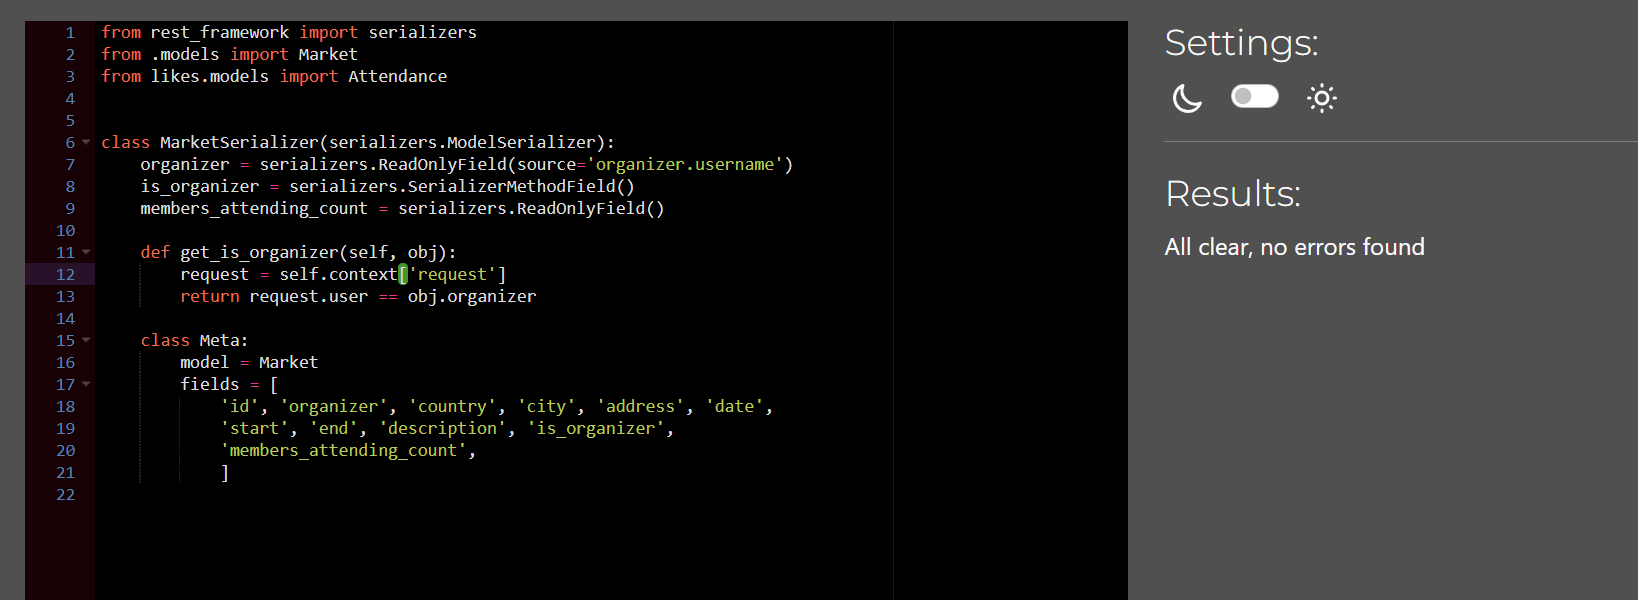 1 from rest_framework import serializers
2 from .models import Market
3 from likes.models import Attendance
4
5
6 class MarketSerializer(serializers.ModelSerializer):
7     organizer = serializers.ReadOnlyField(source='organizer.username')
8     is_organizer = serializers.SerializerMethodField()
9     members_attending_count = serializers.ReadOnlyField()
10
11     def get_is_organizer(self, obj):
12         request = self.context['request']
13         return request.user == obj.organizer
14
15     class Meta:
16         model = Market
17         fields = [
18             'id', 'organizer', 'country', 'city', 'address', 'date',
19             'start', 'end', 'description', 'is_organizer',
20             'members_attending_count',
21             ]
22
Settings:
Results:
All clear, no errors found